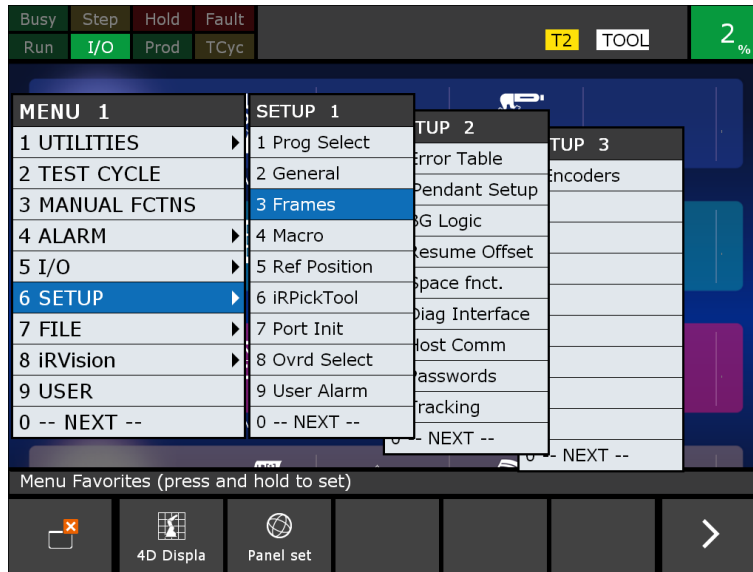 Busy Step Hold Fault
Run I/O Prod TCyc
T2 TOOL
2 %
MENU 1
1 UTILITIES
2 TEST CYCLE
3 MANUAL FCTNS
4 ALARM
5 I/O
6 SETUP
7 FILE
8 iRVision
9 USER
0 -- NEXT --
SETUP 1
1 Prog Select
2 General
3 Frames
4 Macro
5 Ref Position
6 iRPickTool
7 Port Init
8 Ovrd Select
9 User Alarm
0 -- NEXT --
TUP 2
Error Table
Pendant Setup
BG Logic
Resume Offset
Space fnct.
Diag Interface
Host Comm
Passwords
Tracking
0 -- NEXT --
TUP 3
Encoders
0 -- NEXT --
Menu Favorites (press and hold to set)
4D Displa
Panel set